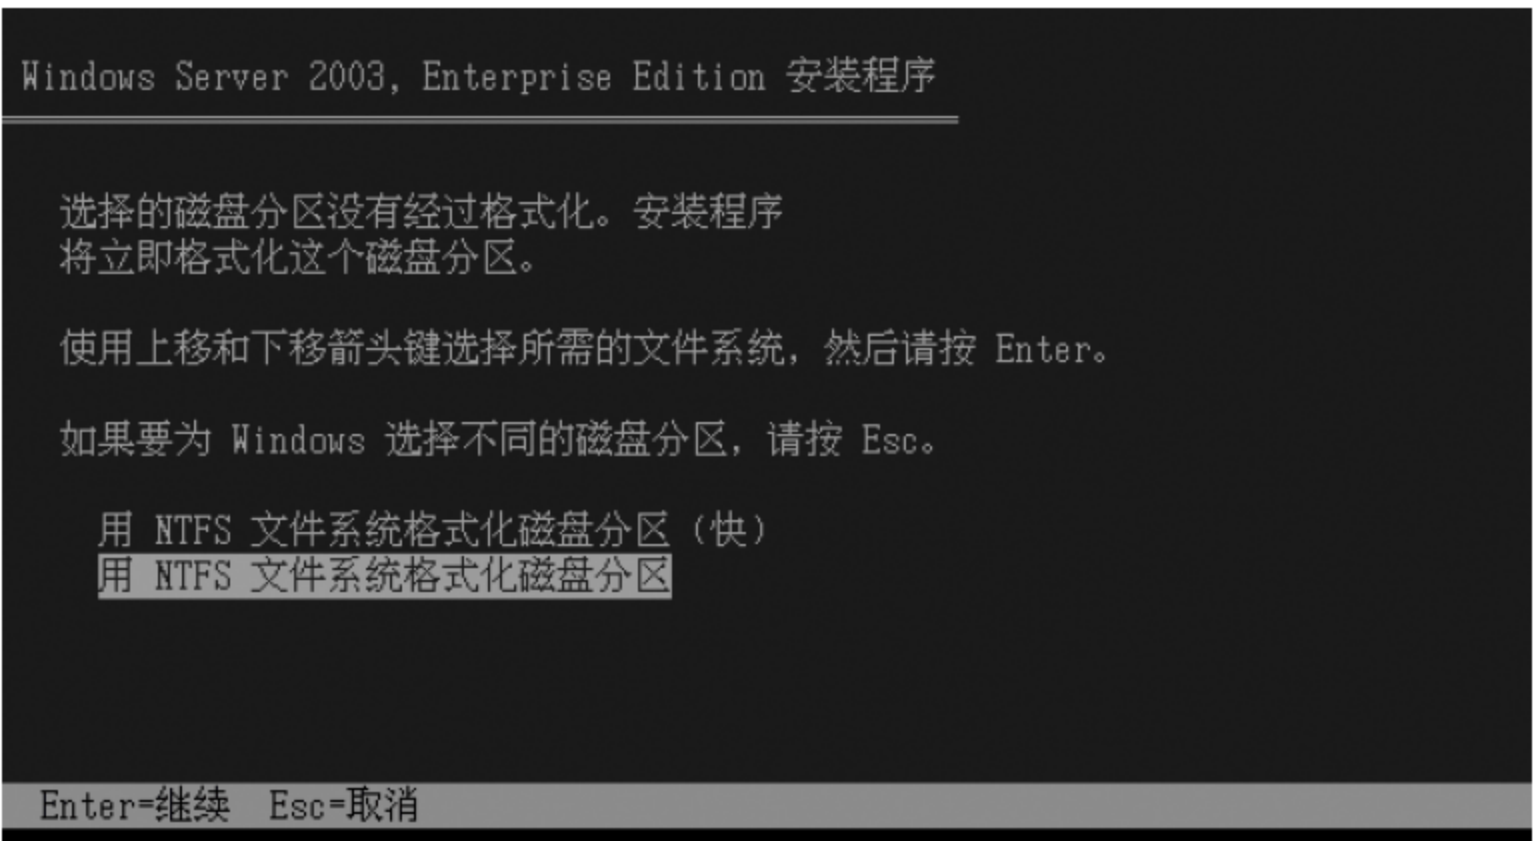 Windows Server 2003, Enterprise Edition 安装程序
选择的磁盘分区没有经过格式化。安装程序
将立即格式化这个磁盘分区。
使用上移和下移箭头键选择所需的文件系统，然后请按 Enter。
如果要为 Windows 选择不同的磁盘分区，请按 Esc。
用 NTFS 文件系统格式化磁盘分区（快）
用 NTFS 文件系统格式化磁盘分区
Enter=继续 Esc=取消